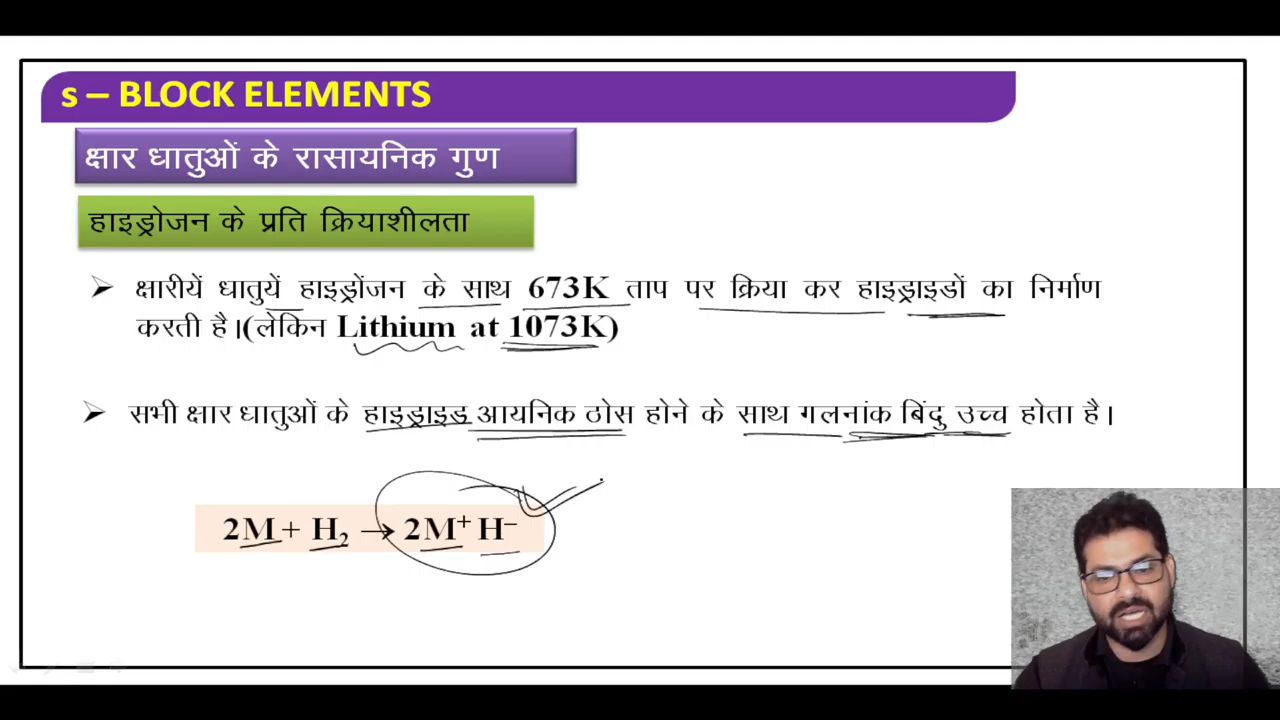 s – BLOCK ELEMENTS
क्षार धातुओं के रासायनिक गुण
हाइड्रोजन के प्रति क्रियाशीलता
➢ क्षारीयें धातुयें हाइड्रोंजन के साथ 673K ताप पर क्रिया कर हाइड्राइडों का निर्माण
करती है।(लेकिन Lithium at 1073K)
➢ सभी क्षार धातुओं के हाइड्राइड आयनिक ठोस होने के साथ गलनांक बिंदु उच्च होता है।
2M + H₂ → 2M⁺ H⁻